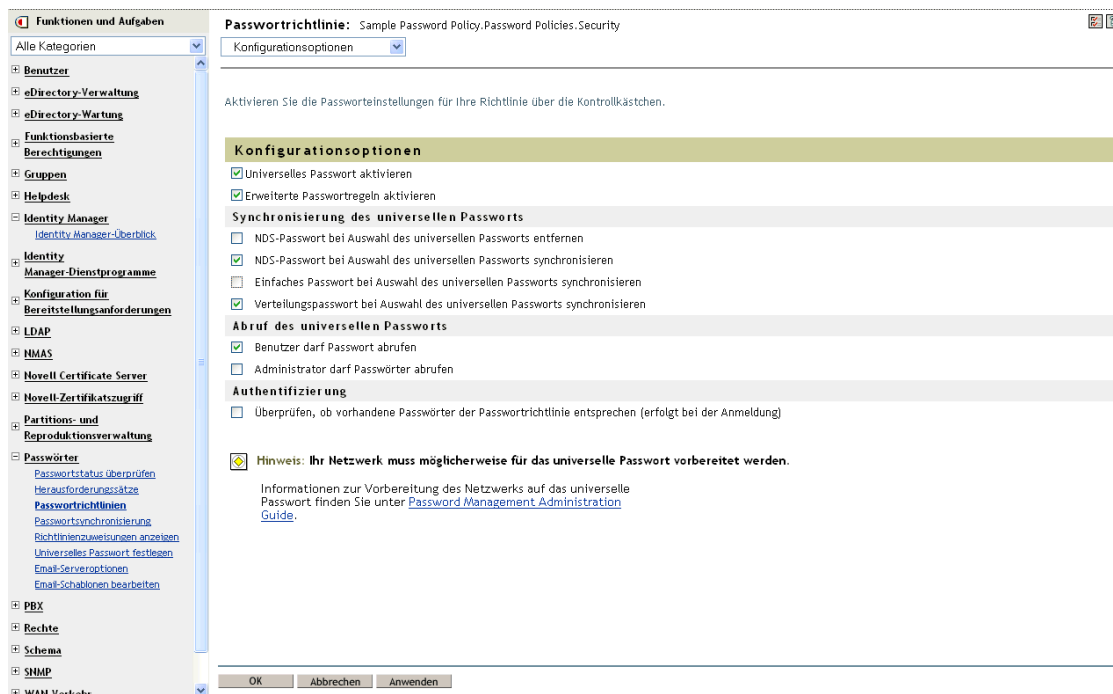 Funktionen und Aufgaben
Alle Kategorien
Benutzer
eDirectory-Verwaltung
eDirectory-Wartung
Funktionsbasierte
Berechtigungen
Gruppen
Helpdesk
Identity Manager
Identity Manager-Überblick
Identity
Manager-Dienstprogramme
Konfiguration für
Bereitstellungsanforderungen
LDAP
NMAS
Novell Certificate Server
Novell-Zertifikatszugriff
Partitions- und
Reproduktionsverwaltung
Passwörter
Passwortstatus überprüfen
Herausforderungssätze
Passwortrichtlinien
Passwortsynchronisierung
Richtlinienzuweisungen anzeigen
Universelles Passwort festlegen
Email-Serveroptionen
Email-Schablonen bearbeiten
PBX
Rechte
Schema
SNMP
WAN-Verkehr
Passwortrichtlinie: Sample Password Policy.Password Policies.Security
Konfigurationsoptionen
Aktivieren Sie die Passworteinstellungen für Ihre Richtlinie über die Kontrollkästchen.
Konfigurationsoptionen
Universelles Passwort aktivieren
Erweiterte Passwortregeln aktivieren
Synchronisierung des universellen Passworts
NDS-Passwort bei Auswahl des universellen Passworts entfernen
NDS-Passwort bei Auswahl des universellen Passworts synchronisieren
Einfaches Passwort bei Auswahl des universellen Passworts synchronisieren
Verteilungspasswort bei Auswahl des universellen Passworts synchronisieren
Abruf des universellen Passworts
Benutzer darf Passwort abrufen
Administrator darf Passwörter abrufen
Authentifizierung
Überprüfen, ob vorhandene Passwörter der Passwortrichtlinie entsprechen (erfolgt bei der Anmeldung)
Hinweis: Ihr Netzwerk muss möglicherweise für das universelle Passwort vorbereitet werden.
Informationen zur Vorbereitung des Netzwerks auf das universelle
Passwort finden Sie unter Password Management Administration
Guide.
OK Abbrechen Anwenden